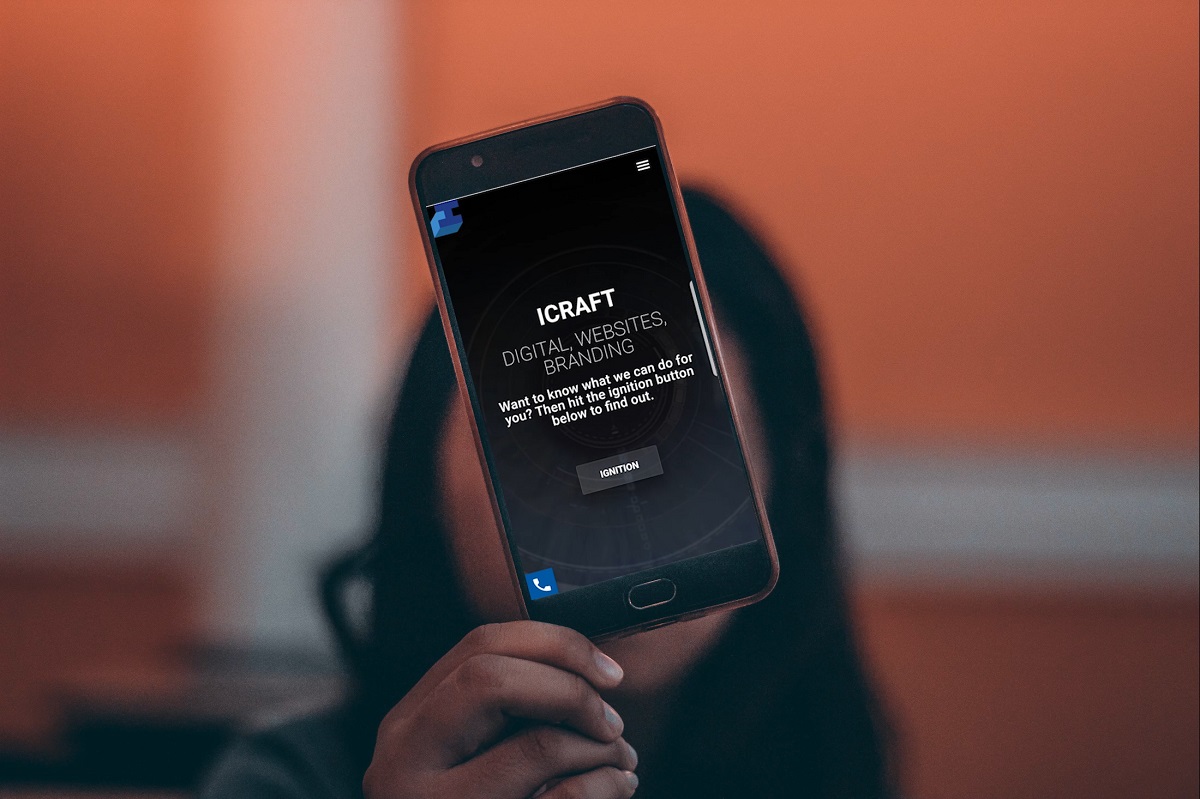 ICRAFT
DIGITAL, WEBSITES,
BRANDING
Want to know what we can do for
you? Then hit the ignition button
below to find out.
IGNITION